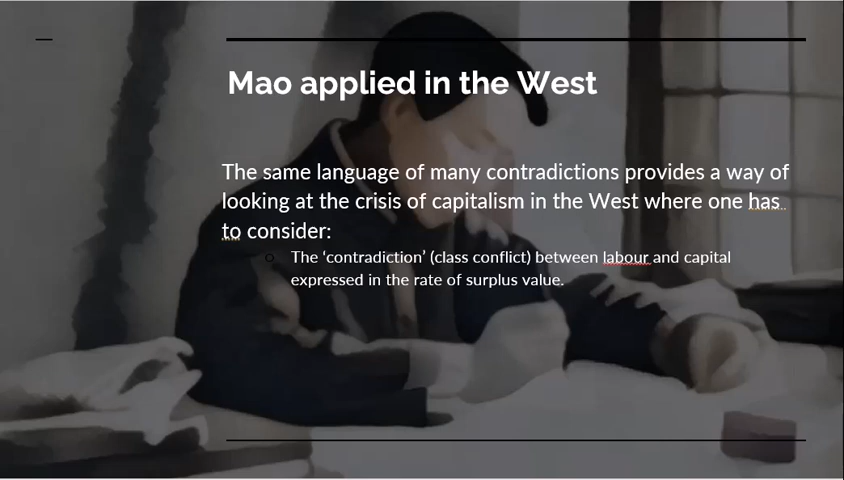 Mao applied in the West
The same language of many contradictions provides a way of
looking at the crisis of capitalism in the West where one has
to consider:
The ‘contradiction’ (class conflict) between labour and capital
expressed in the rate of surplus value.